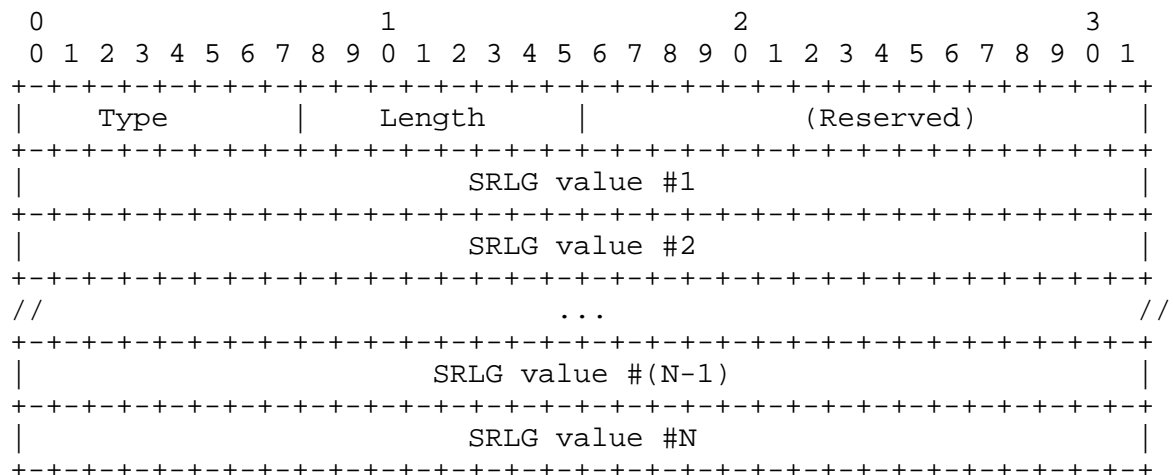 0                   1                   2                   3
 0 1 2 3 4 5 6 7 8 9 0 1 2 3 4 5 6 7 8 9 0 1 2 3 4 5 6 7 8 9 0 1
+-+-+-+-+-+-+-+-+-+-+-+-+-+-+-+-+-+-+-+-+-+-+-+-+-+-+-+-+-+-+-+-+
|    Type       |    Length     |            (Reserved)         |
+-+-+-+-+-+-+-+-+-+-+-+-+-+-+-+-+-+-+-+-+-+-+-+-+-+-+-+-+-+-+-+-+
|                         SRLG value #1                         |
+-+-+-+-+-+-+-+-+-+-+-+-+-+-+-+-+-+-+-+-+-+-+-+-+-+-+-+-+-+-+-+-+
|                         SRLG value #2                         |
+-+-+-+-+-+-+-+-+-+-+-+-+-+-+-+-+-+-+-+-+-+-+-+-+-+-+-+-+-+-+-+-+
//                             ...                              //
+-+-+-+-+-+-+-+-+-+-+-+-+-+-+-+-+-+-+-+-+-+-+-+-+-+-+-+-+-+-+-+-+
|                       SRLG value #(N-1)                       |
+-+-+-+-+-+-+-+-+-+-+-+-+-+-+-+-+-+-+-+-+-+-+-+-+-+-+-+-+-+-+-+-+
|                         SRLG value #N                         |
+-+-+-+-+-+-+-+-+-+-+-+-+-+-+-+-+-+-+-+-+-+-+-+-+-+-+-+-+-+-+-+-+